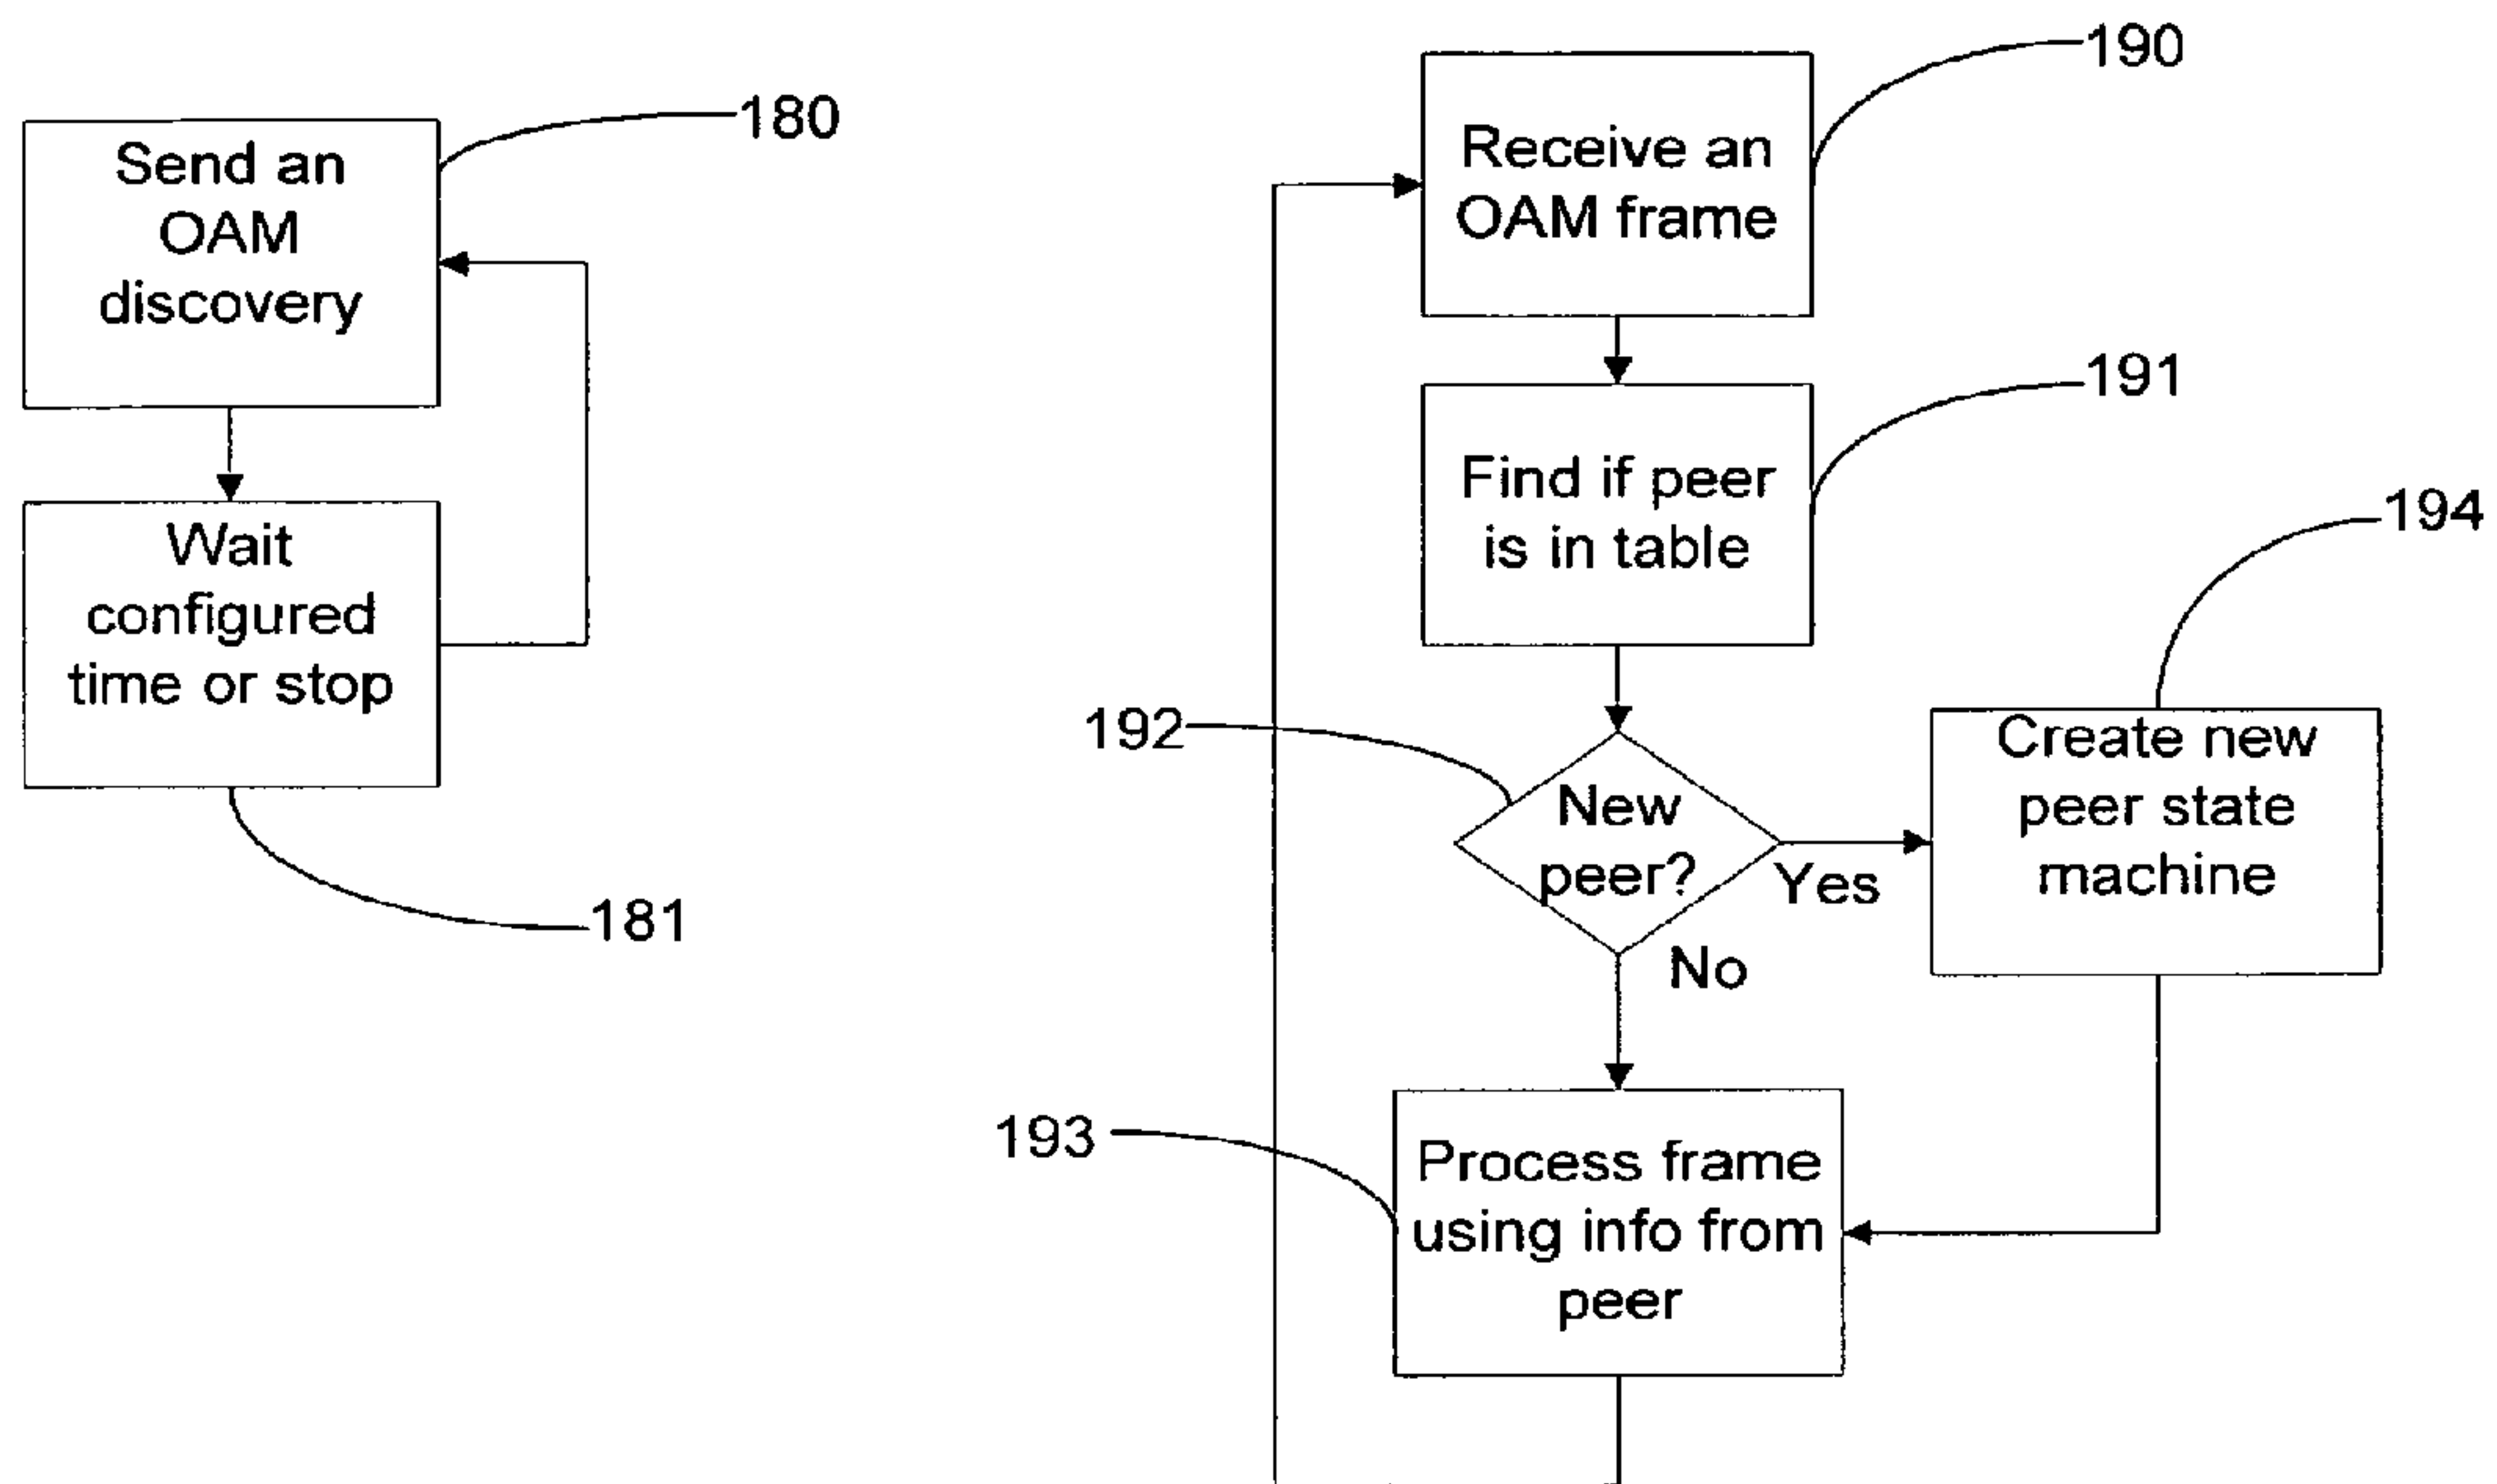 180
Send an
OAM
discovery
Wait
configured
time or stop
181
190
Receive an
OAM frame
191
Find if peer
is in table
192
New
peer?
Yes
No
194
Create new
peer state
machine
193
Process frame
using info from
peer